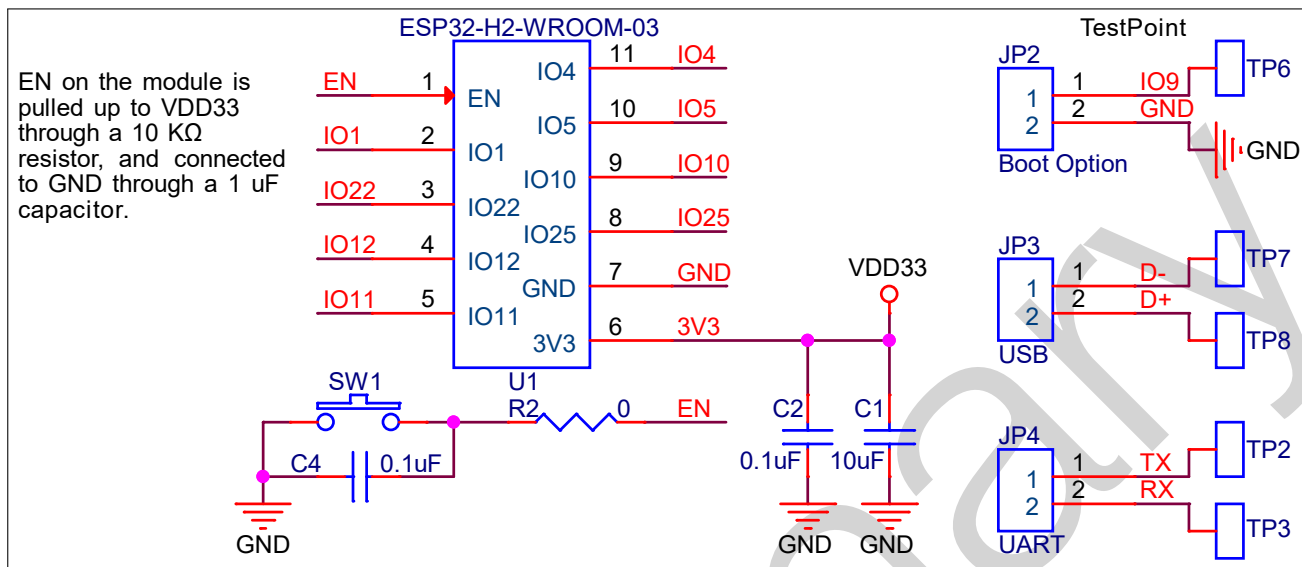 ESP32-H2-WROOM-03
EN on the module is
pulled up to VDD33
through a 10 KΩ
resistor, and connected
to GND through a 1 uF
capacitor.
EN 1 EN
IO1 2 IO1
IO22 3 IO22
IO12 4 IO12
IO11 5 IO11
IO4 11 IO4
IO5 10 IO5
IO10 9 IO10
IO25 8 IO25
GND 7 GND
3V3 6 3V3
U1
VDD33
SW1
R2 0 EN
C4 0.1uF
GND
C2 C1
0.1uF 10uF
GND GND
TestPoint
JP2
1 1 IO9 TP6
2 2 GND
GND
Boot Option
JP3
1 1 D- TP7
2 2 D+ TP8
USB
JP4
1 1 TX TP2
2 2 RX TP3
UART